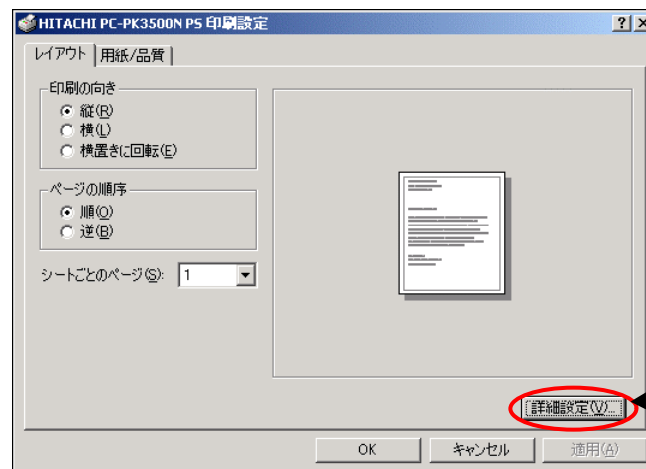 HITACHI PC-PK3500N PS 印刷設定
レイアウト 用紙/品質
印刷の向き
縦(R)
横(L)
横置きに回転(E)
ページの順序
順(O)
逆(B)
シートごとのページ(S): 1
詳細設定(V)...
OK キャンセル 適用(A)